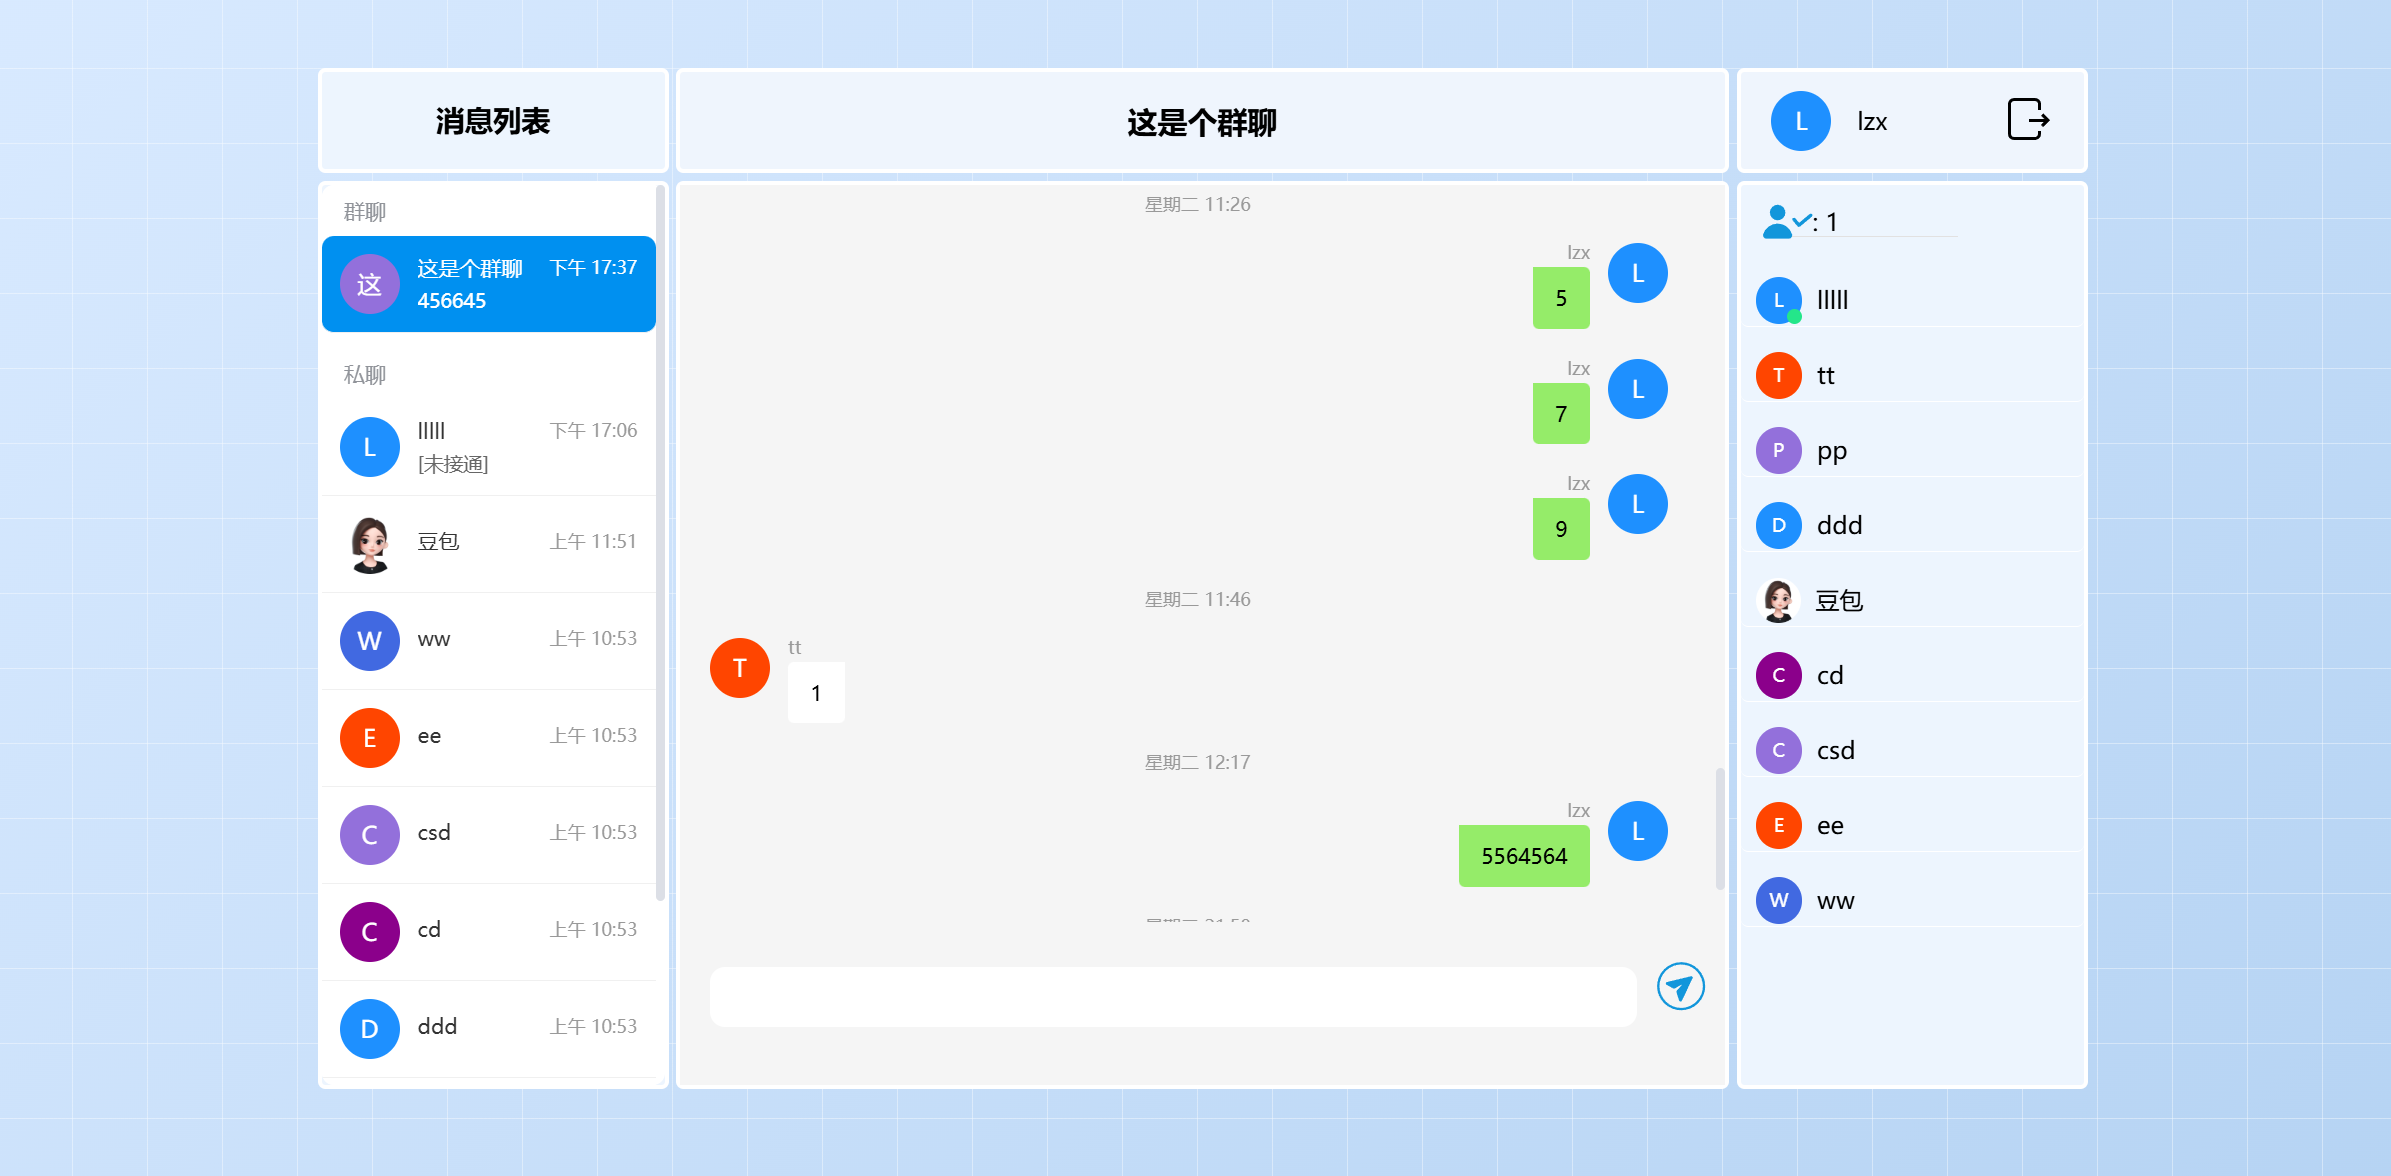 消息列表
群聊
这
这是个群聊
下午 17:37
456645
私聊
L
lllll
下午 17:06
[未接通]
豆包
上午 11:51
W
ww
上午 10:53
E
ee
上午 10:53
C
csd
上午 10:53
C
cd
上午 10:53
D
ddd
上午 10:53
这是个群聊
星期二 11:26
lzx
L
5
lzx
L
7
lzx
L
9
星期二 11:46
T
tt
1
星期二 12:17
lzx
L
5564564
L
lzx
: 1
L
lllll
T
tt
P
pp
D
ddd
豆包
C
cd
C
csd
E
ee
W
ww